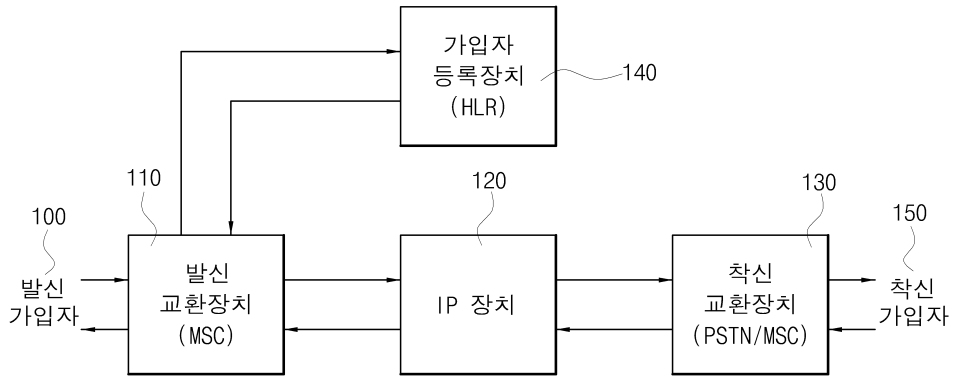 가입자
등록장치
(HLR)
140
110
120
130
100
150
발신
가입자
발신
교환장치
(MSC)
IP 장치
착신
교환장치
(PSTN/MSC)
착신
가입자